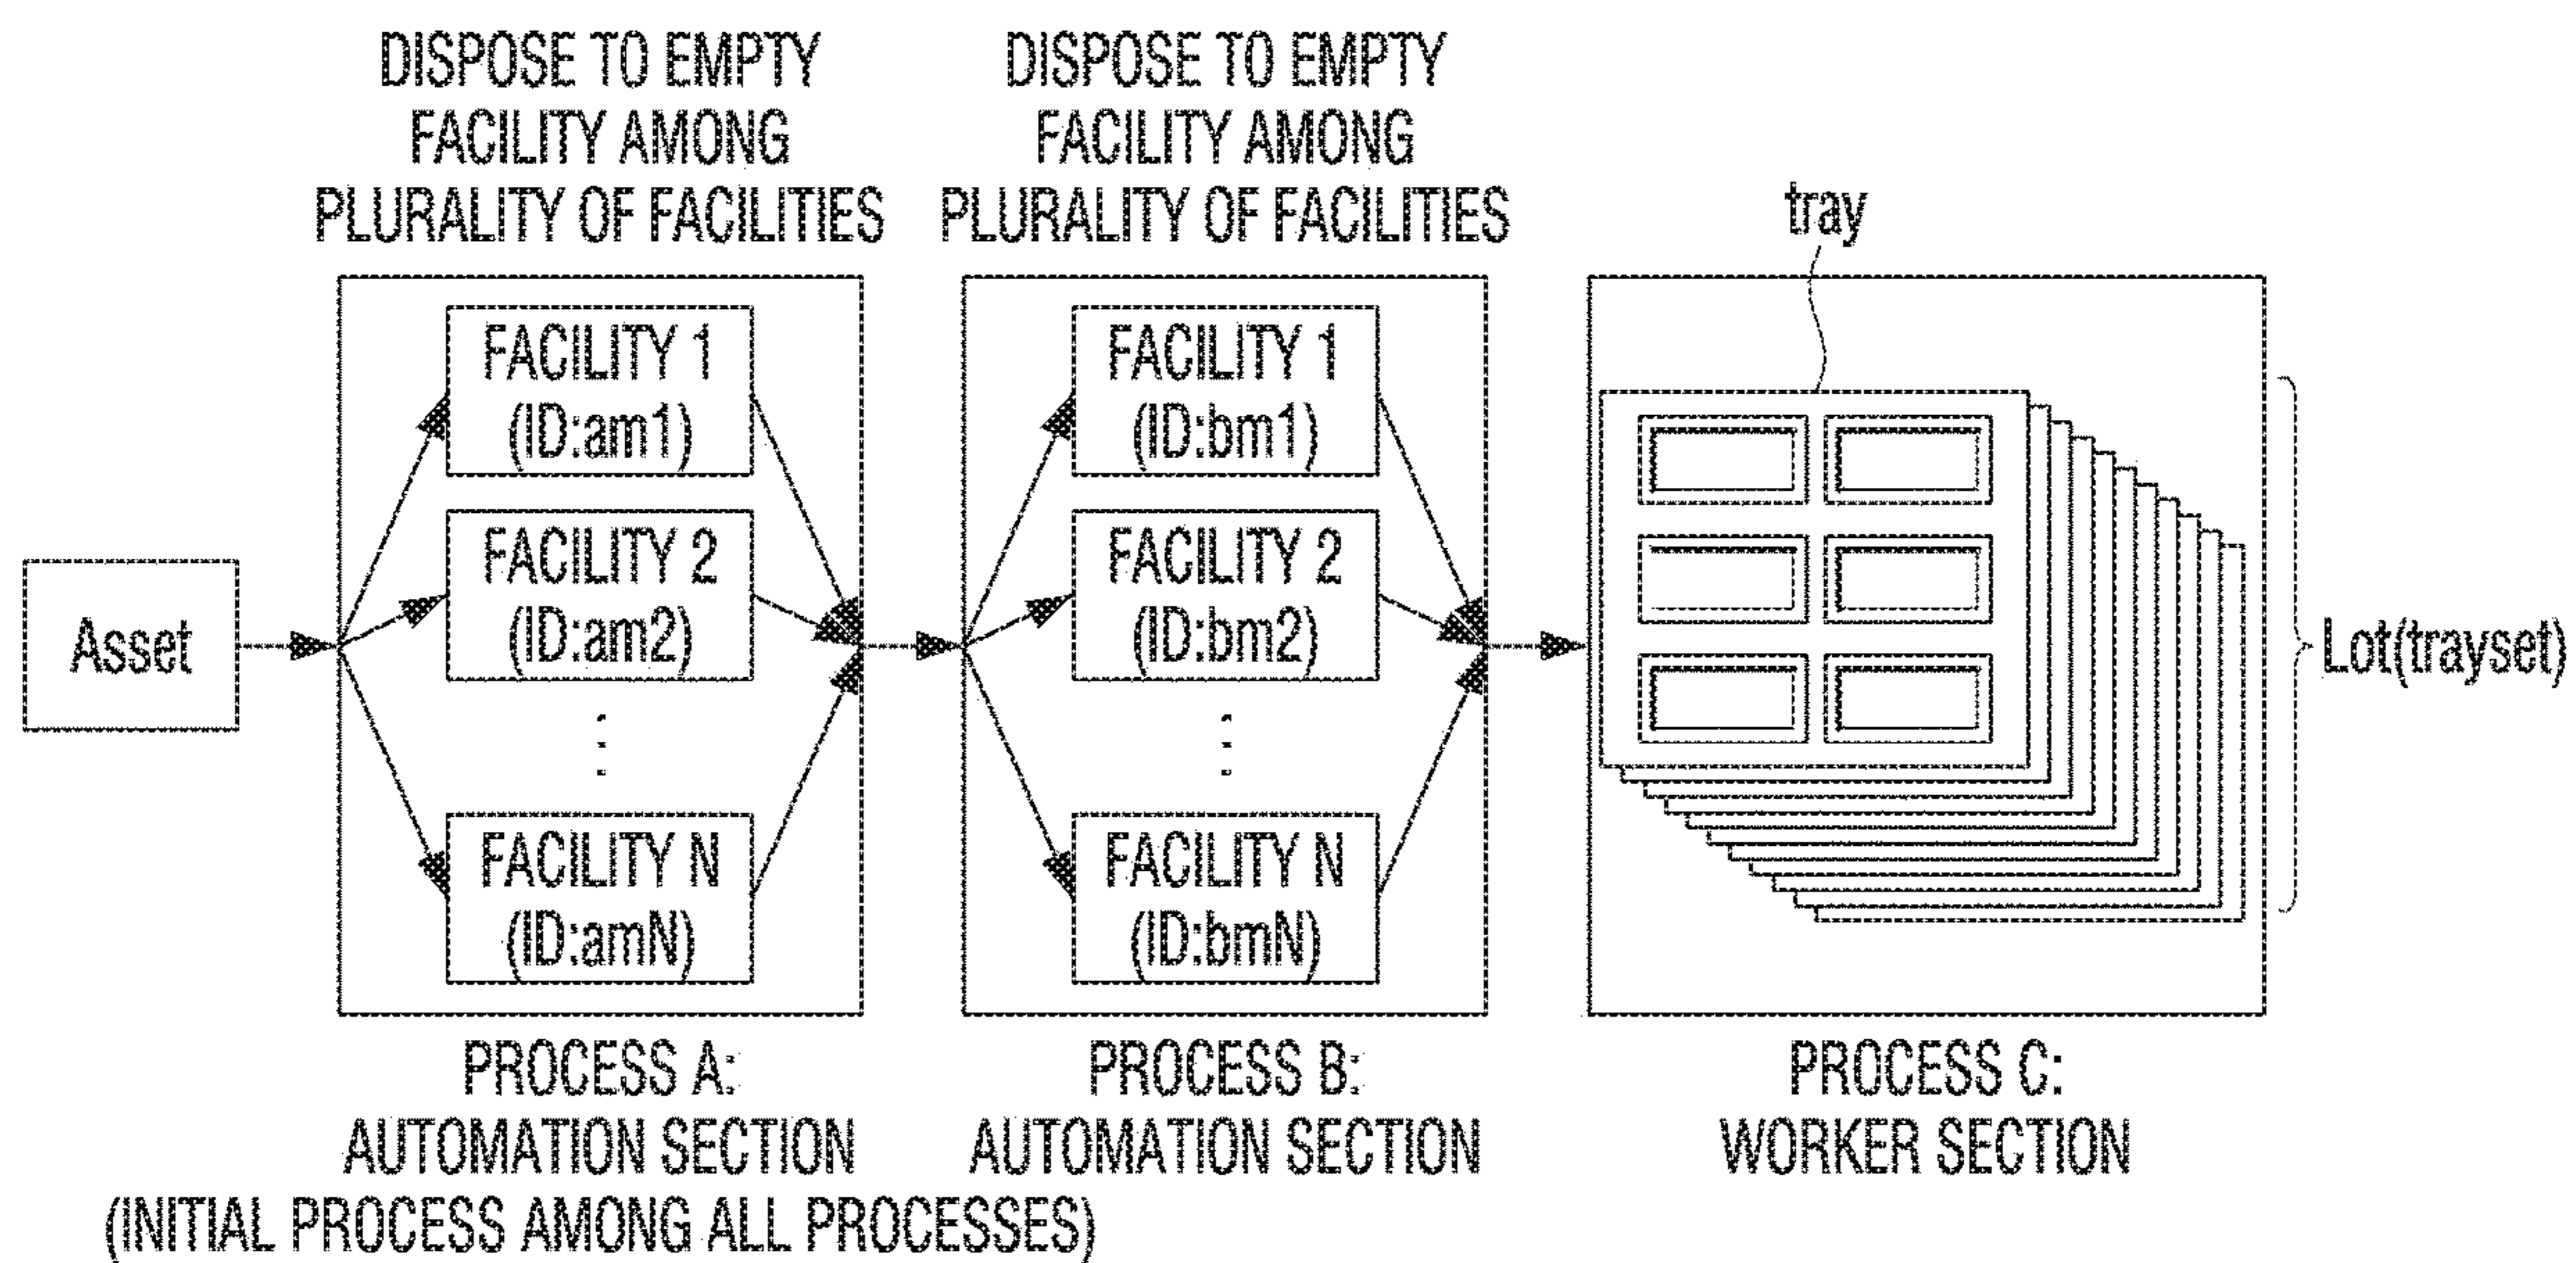 DISPOSE TO EMPTY
FACILITY AMONG
PLURALITY OF FACILITIES
DISPOSE TO EMPTY
FACILITY AMONG
PLURALITY OF FACILITIES
tray
Asset
FACILITY 1
(ID:am1)
FACILITY 2
(ID:am2)
FACILITY N
(ID:amN)
FACILITY 1
(ID:bm1)
FACILITY 2
(ID:bm2)
FACILITY N
(ID:bmN)
Lot(trayset)
PROCESS A:
AUTOMATION SECTION
(INITIAL PROCESS AMONG ALL PROCESSES)
PROCESS B:
AUTOMATION SECTION
PROCESS C:
WORKER SECTION